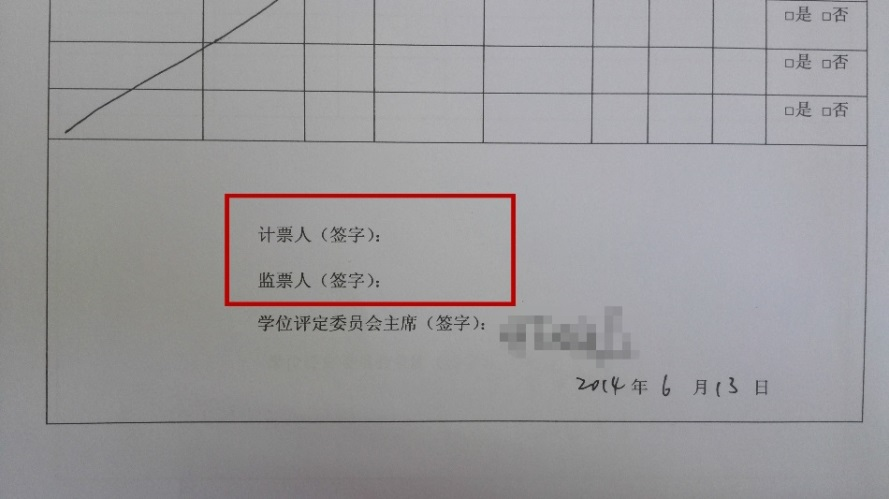 □是 □否
□是 □否
□是 □否
计票人（签字）：
监票人（签字）：
学位评定委员会主席（签字）：
2014 年 6 月 13 日